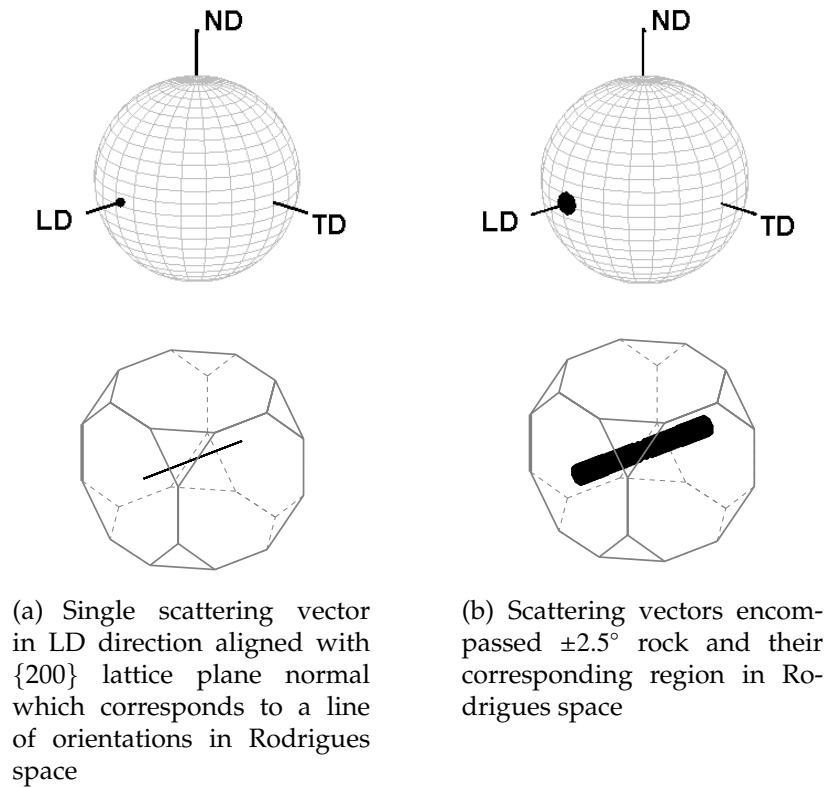 ND
LD
TD
ND
LD
TD
(a) Single scattering vector
in LD direction aligned with
{200} lattice plane normal
which corresponds to a line
of orientations in Rodrigues
space
(b) Scattering vectors encom-
passed ±2.5° rock and their
corresponding region in Ro-
drigues space